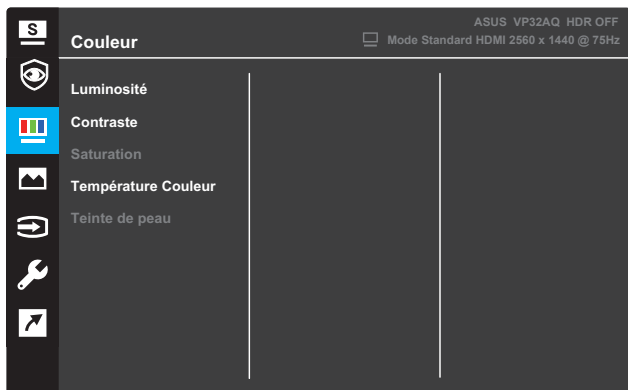 S
ASUS VP32AQ HDR OFF
Couleur
Mode Standard HDMI 2560 x 1440 @ 75Hz
Luminosité
Contraste
Saturation
Température Couleur
Teinte de peau